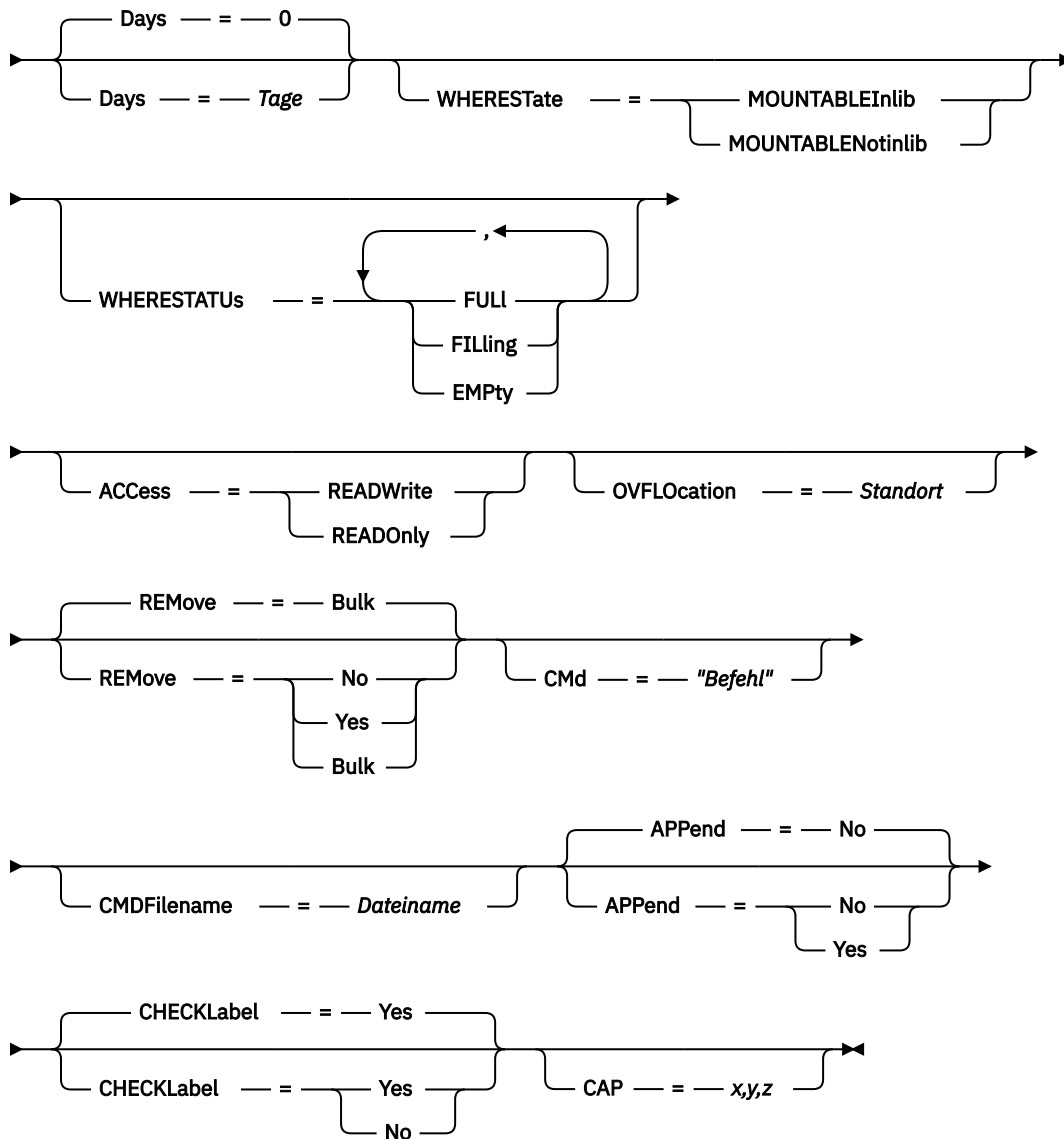 Days = 0
Days = Tage
WHERESTate = MOUNTABLEInlib
MOUNTABLENotinlib
,
WHERESTATUs = FULl
FILling
EMPty
ACCess = READWrite
READOnly
OVFLOcation = Standort
REMove = Bulk
REMove = No
Yes
Bulk
CMd = "Befehl"
CMDFilename = Dateiname
APPend = No
APPend = No
Yes
CHECKLabel = Yes
CHECKLabel = Yes
No
CAP = x,y,z